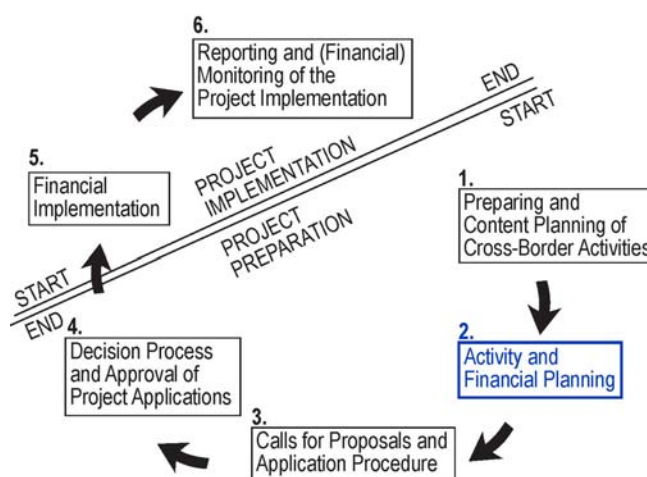 6.
Reporting and (Financial)
Monitoring of the
Project Implementation
END
START
5.
Financial
Implementation
PROJECT
IMPLEMENTATION
PROJECT
PREPARATION
1.
Preparing and
Content Planning of
Cross-Border Activities
START
END
4.
Decision Process
and Approval of
Project Applications
2.
Activity and
Financial Planning
3.
Calls for Proposals and
Application Procedure